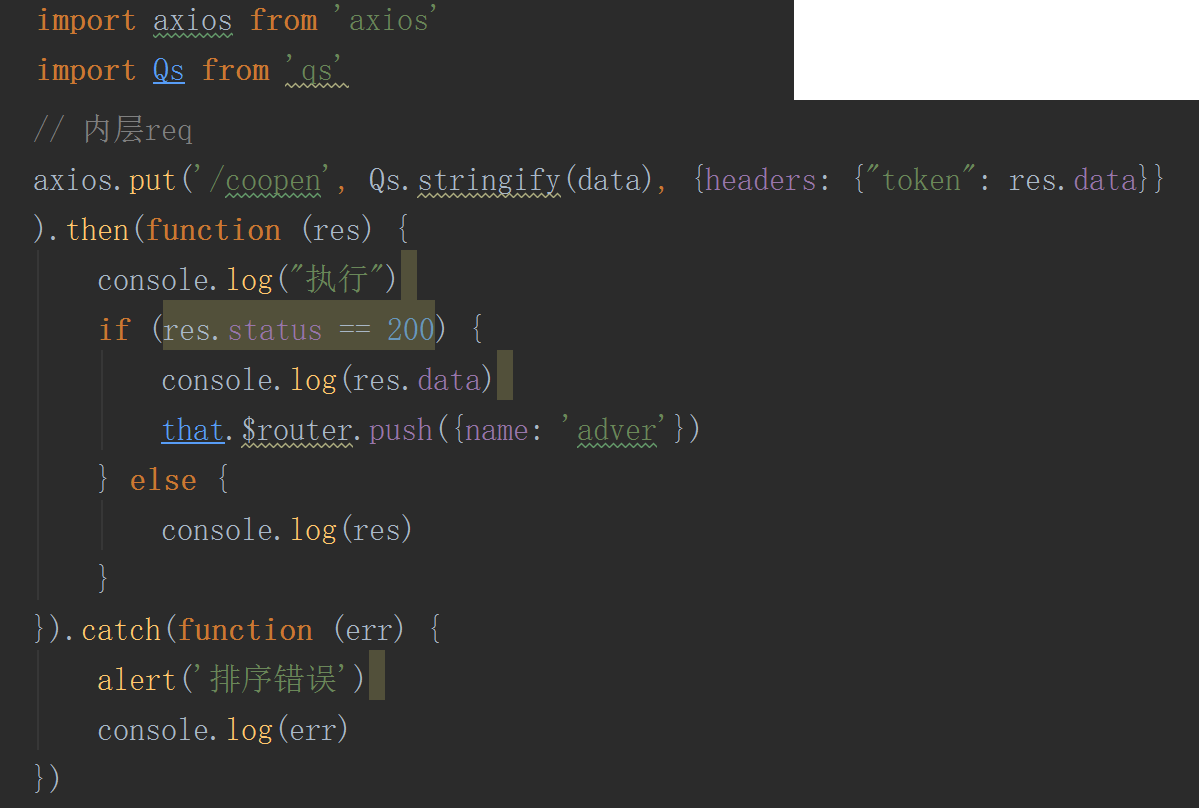 import axios from 'axios'
import Qs from 'qs'
// 内层req
axios.put('/coopen', Qs.stringify(data), {headers: {"token": res.data}}
).then(function (res) {
    console.log("执行")
    if (res.status == 200) {
        console.log(res.data)
        that.$router.push({name: 'adver'})
    } else {
        console.log(res)
    }
}).catch(function (err) {
    alert('排序错误')
    console.log(err)
})